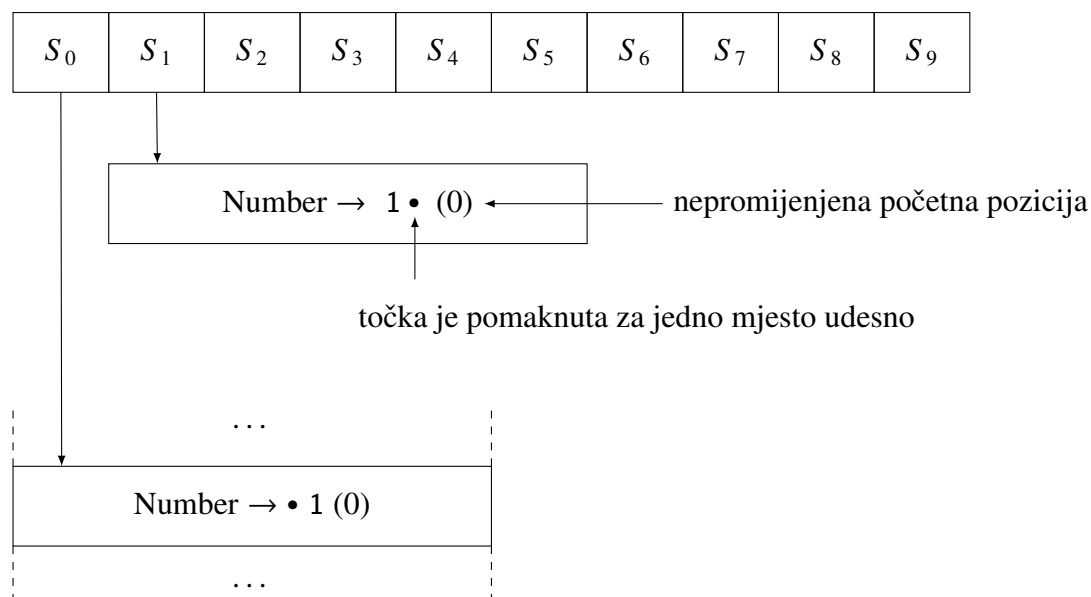 S0 S1 S2 S3 S4 S5 S6 S7 S8 S9
Number → 1 • (0)
nepromijenjena početna pozicija
točka je pomaknuta za jedno mjesto udesno
...
Number → • 1 (0)
...